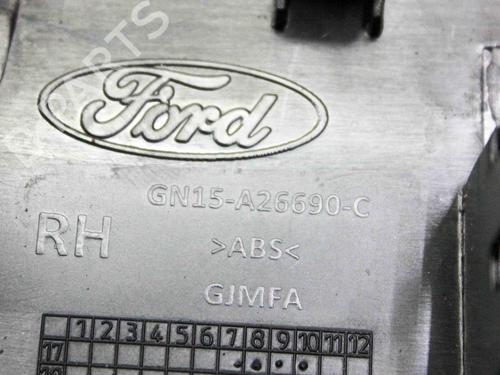 Ford
GN15-A26690-C
RH >ABS<
GJMFA
1 2 3 4 5 6 7 8 9 10 11 12
17